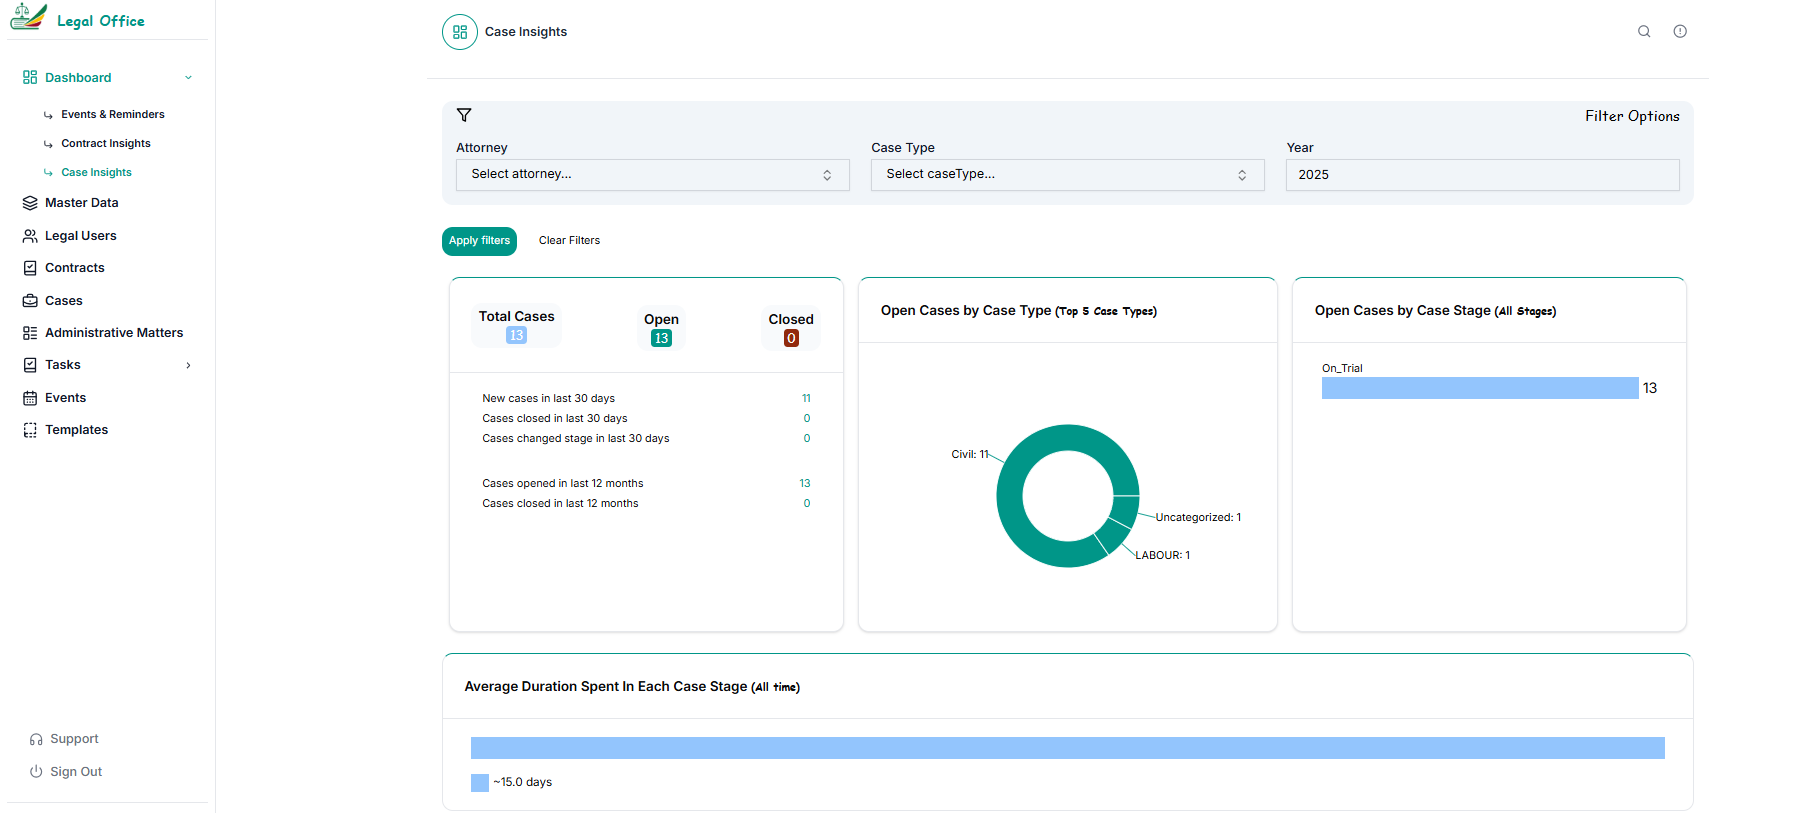 Legal Office
Dashboard
Events & Reminders
Contract Insights
Case Insights
Master Data
Legal Users
Contracts
Cases
Administrative Matters
Tasks
Events
Templates
Support
Sign Out
Case Insights
Filter Options
Attorney
Select attorney...
Case Type
Select caseType...
Year
2025
Apply filters
Clear Filters
Total Cases
13
Open
13
Closed
0
New cases in last 30 days 11
Cases closed in last 30 days 0
Cases changed stage in last 30 days 0
Cases opened in last 12 months 13
Cases closed in last 12 months 0
Open Cases by Case Type (Top 5 Case Types)
Civil: 11
Uncategorized: 1
LABOUR: 1
Open Cases by Case Stage (All Stages)
On_Trial
13
Average Duration Spent In Each Case Stage (All time)
~15.0 days